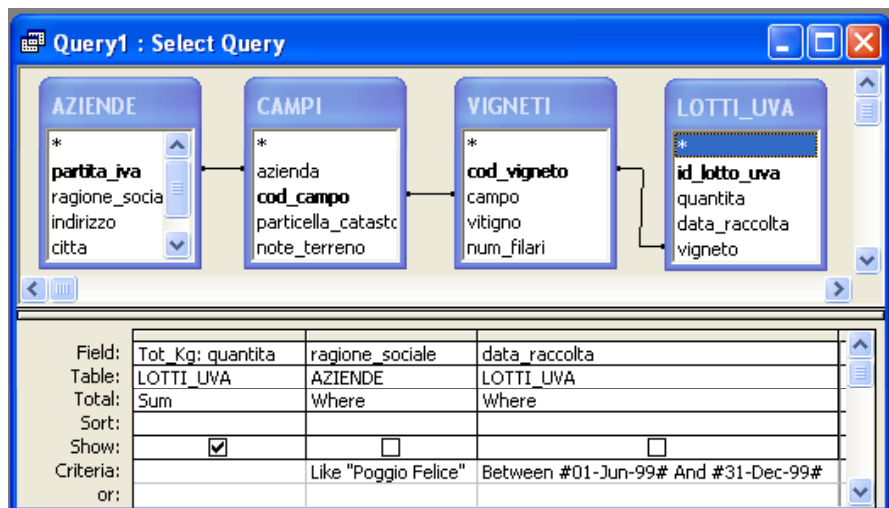 Query1 : Select Query
AZIENDE CAMPI VIGNETI LOTTI_UVA
* * * *
partita_iva azienda cod_vigneto id_lotto_uva
ragione_socia cod_campo campo quantita
indirizzo particella_catasto vitigno data_raccolta
citta note_terreno num_filari vigneto
Field: Tot_Kg: quantita ragione_sociale data_raccolta
Table: LOTTI_UVA AZIENDE LOTTI_UVA
Total: Sum Where Where
Sort:
Show:
Criteria: Like "Poggio Felice" Between #01-Jun-99# And #31-Dec-99#
or: